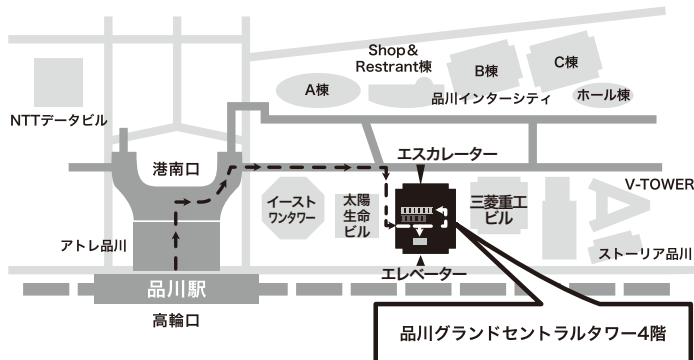 Shop&
Restrant棟
A棟
B棟
C棟
ホール棟
品川インターシティ
NTTデータビル
港南口
エスカレーター
V-TOWER
イースト
ワンタワー
太陽
生命
ビル
三菱重工
ビル
アトレ品川
ストーリア品川
エレベーター
品川駅
高輪口
品川グランドセントラルタワー4階